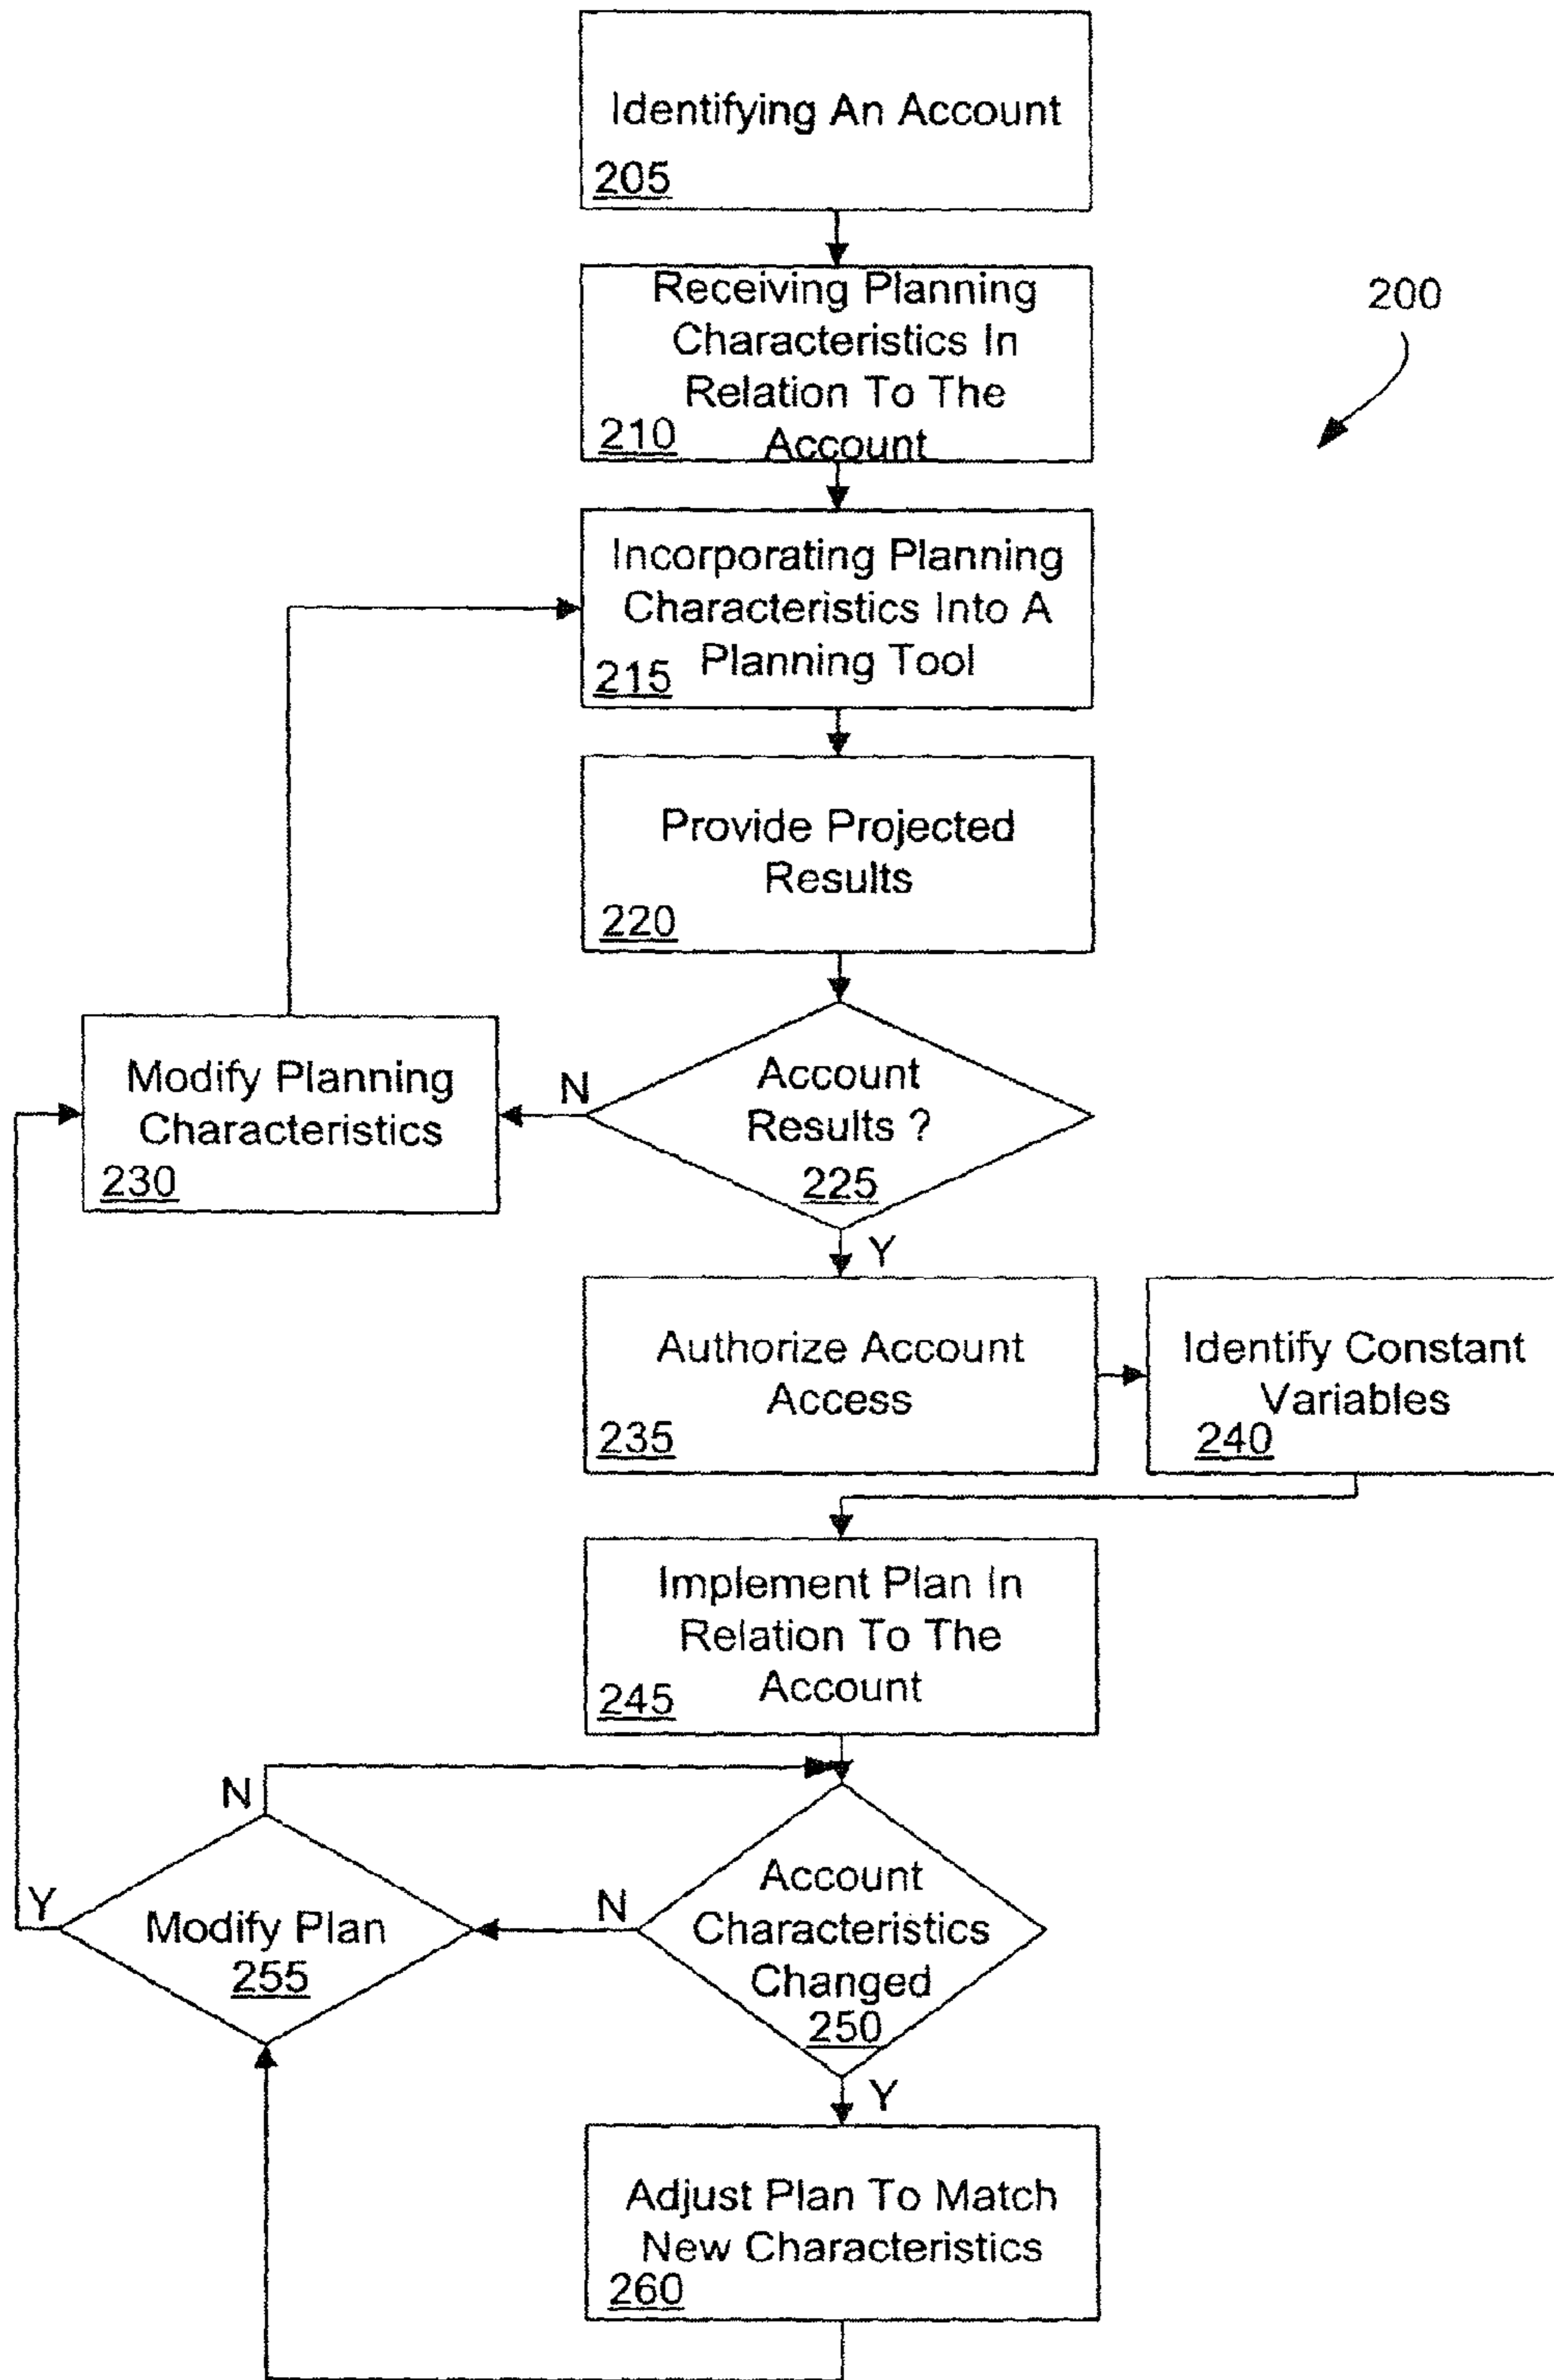 Identifying An Account
205
Receiving Planning
Characteristics In
Relation To The
Account
210
200
Incorporating Planning
Characteristics Into A
Planning Tool
215
Provide Projected
Results
220
Account
Results ?
225
N
Y
Modify Planning
Characteristics
230
Authorize Account
Access
235
Identify Constant
Variables
240
Implement Plan In
Relation To The
Account
245
Account
Characteristics
Changed
250
N
Y
Modify Plan
255
N
Y
Adjust Plan To Match
New Characteristics
260